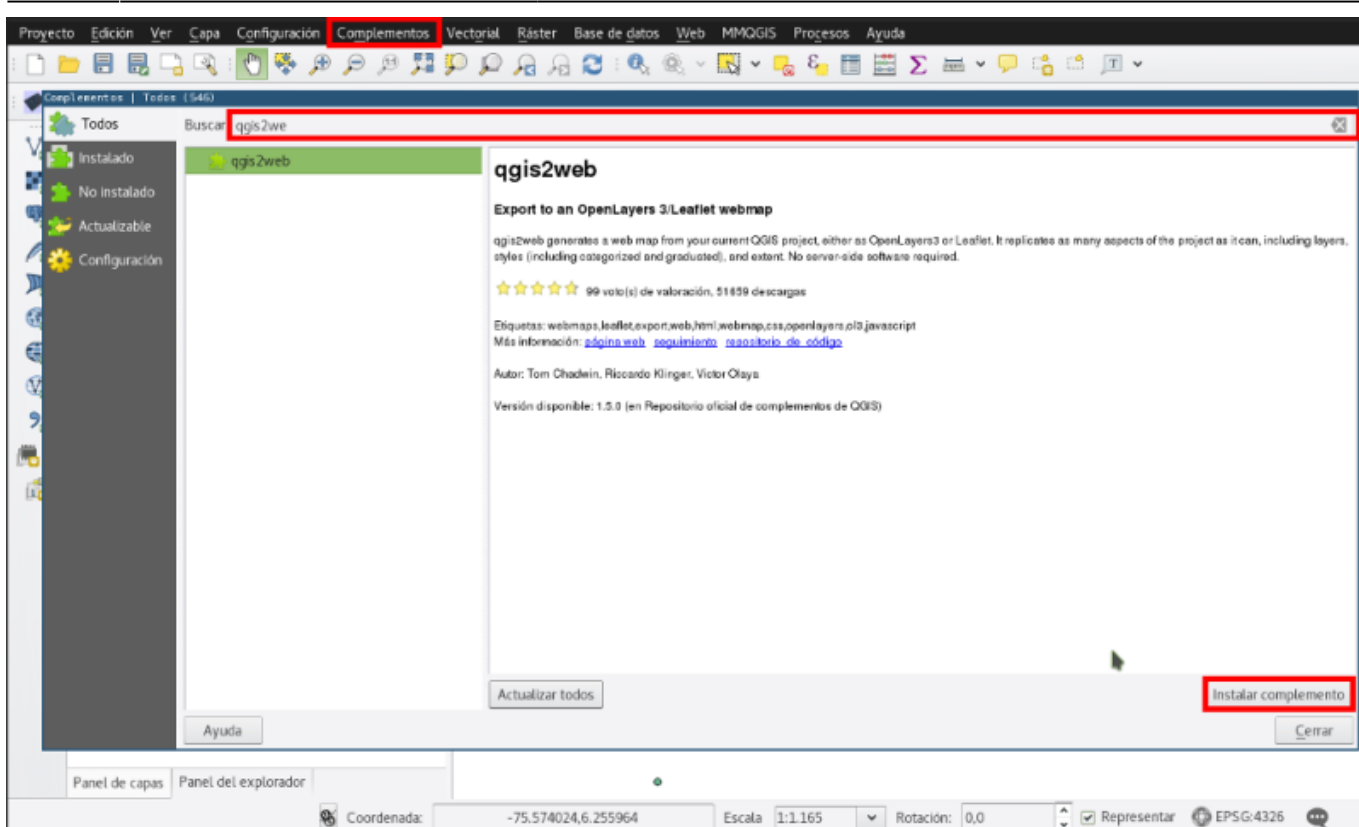 Proyecto Edición Ver Capa Configuración Complementos Vectorial Ráster Base de datos Web MMQGIS Procesos Ayuda
Complementos | Todos (546)
Todos
Buscar qgis2we
Instalado
No instalado
Actualizable
Configuración
qgis2web
qgis2web
Export to an OpenLayers 3/Leaflet webmap
qgis2web generates a web map from your current QGIS project, either as OpenLayers3 or Leaflet. It replicates as many aspects of the project as it can, including layers,
styles (including categorized and graduated), and extent. No server-side software required.
99 voto(s) de valoración, 51659 descargas
Etiquetas: webmaps,leaflet,export,web,html,webmap,css,openlayers,ol3,javascript
Más información: página web seguimiento repositorio de código
Autor: Tom Chadwin, Riccardo Klinger, Victor Olaya
Versión disponible: 1.5.0 (en Repositorio oficial de complementos de QGIS)
Actualizar todos
Instalar complemento
Ayuda
Cerrar
Panel de capas Panel del explorador
Coordenada: -75.574024,6.255964 Escala 1:1.165 Rotación: 0,0 Representar EPSG:4326